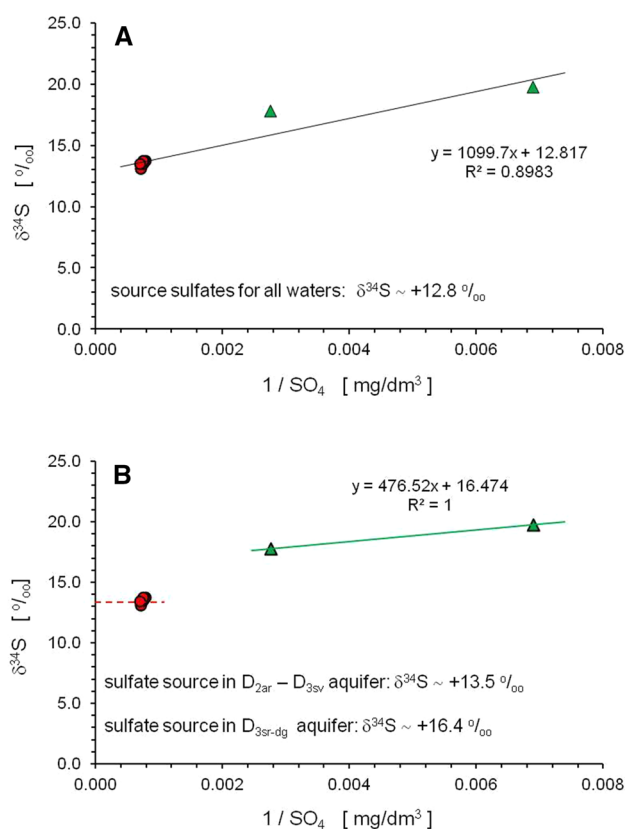 A
25.0
20.0
15.0
10.0
5.0
0.0
δ³⁴S [ º/ₒₒ]
y = 1099.7x + 12.817
R² = 0.8983
source sulfates for all waters: δ³⁴S ~ +12.8 º/ₒₒ
0.000 0.002 0.004 0.006 0.008
1 / SO₄ [ mg/dm³ ]
B
25.0
20.0
15.0
10.0
5.0
0.0
δ³⁴S [ º/ₒₒ]
y = 476.52x + 16.474
R² = 1
sulfate source in D₂ₐᵣ – D₃ₛᵥ aquifer: δ³⁴S ~ +13.5 º/ₒₒ
sulfate source in D₃sr-dg aquifer: δ³⁴S ~ +16.4 º/ₒₒ
0.000 0.002 0.004 0.006 0.008
1 / SO₄ [ mg/dm³ ]